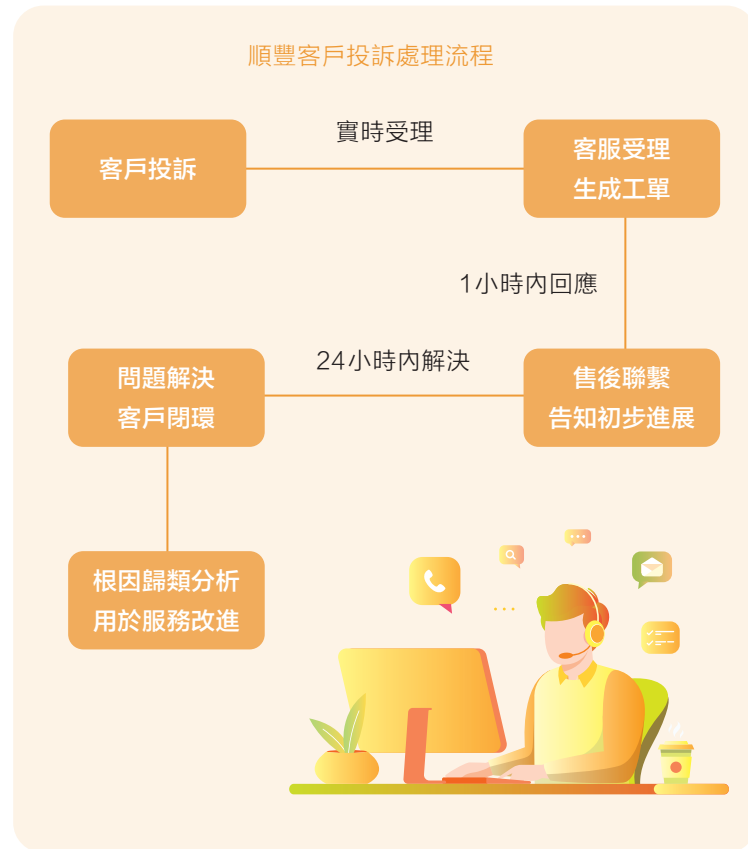 順豐客戶投訴處理流程
客戶投訴
實時受理
客服受理
生成工單
1小時內回應
售後聯繫
告知初步進展
24小時內解決
問題解決
客戶閉環
根因歸類分析
用於服務改進